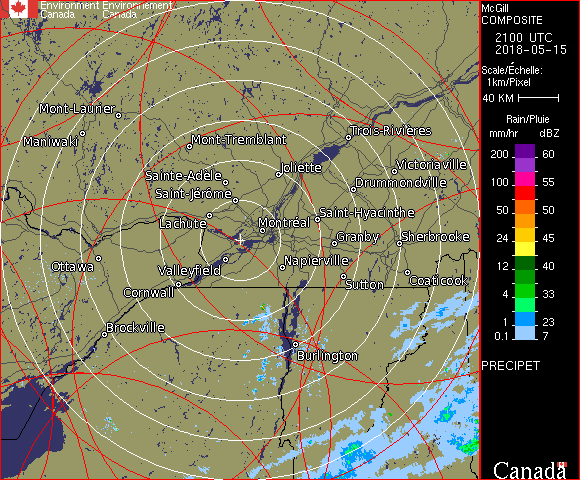 Environment Environnement
Canada Canada
McGill
COMPOSITE
2100 UTC
2018-05-15
Scale/Échelle:
1km/Pixel
40 KM
Rain/Pluie
mm/hr dBZ
200 60
155 57
100 55
50 50
24 45
12 40
4 33
2 23
0.1 7
PRECIPET
Canada
Mont-Laurier
Maniwaki
Mont-Tremblant
Trois-Rivières
Joliette
Victoriaville
Sainte-Adèle
Drummondville
Saint-Jérôme
Lachute
Montréal
Saint-Hyacinthe
Granby
Sherbrooke
Ottawa
Valleyfield
Napierville
Cornwall
Sutton
Coaticook
Brockville
Burlington